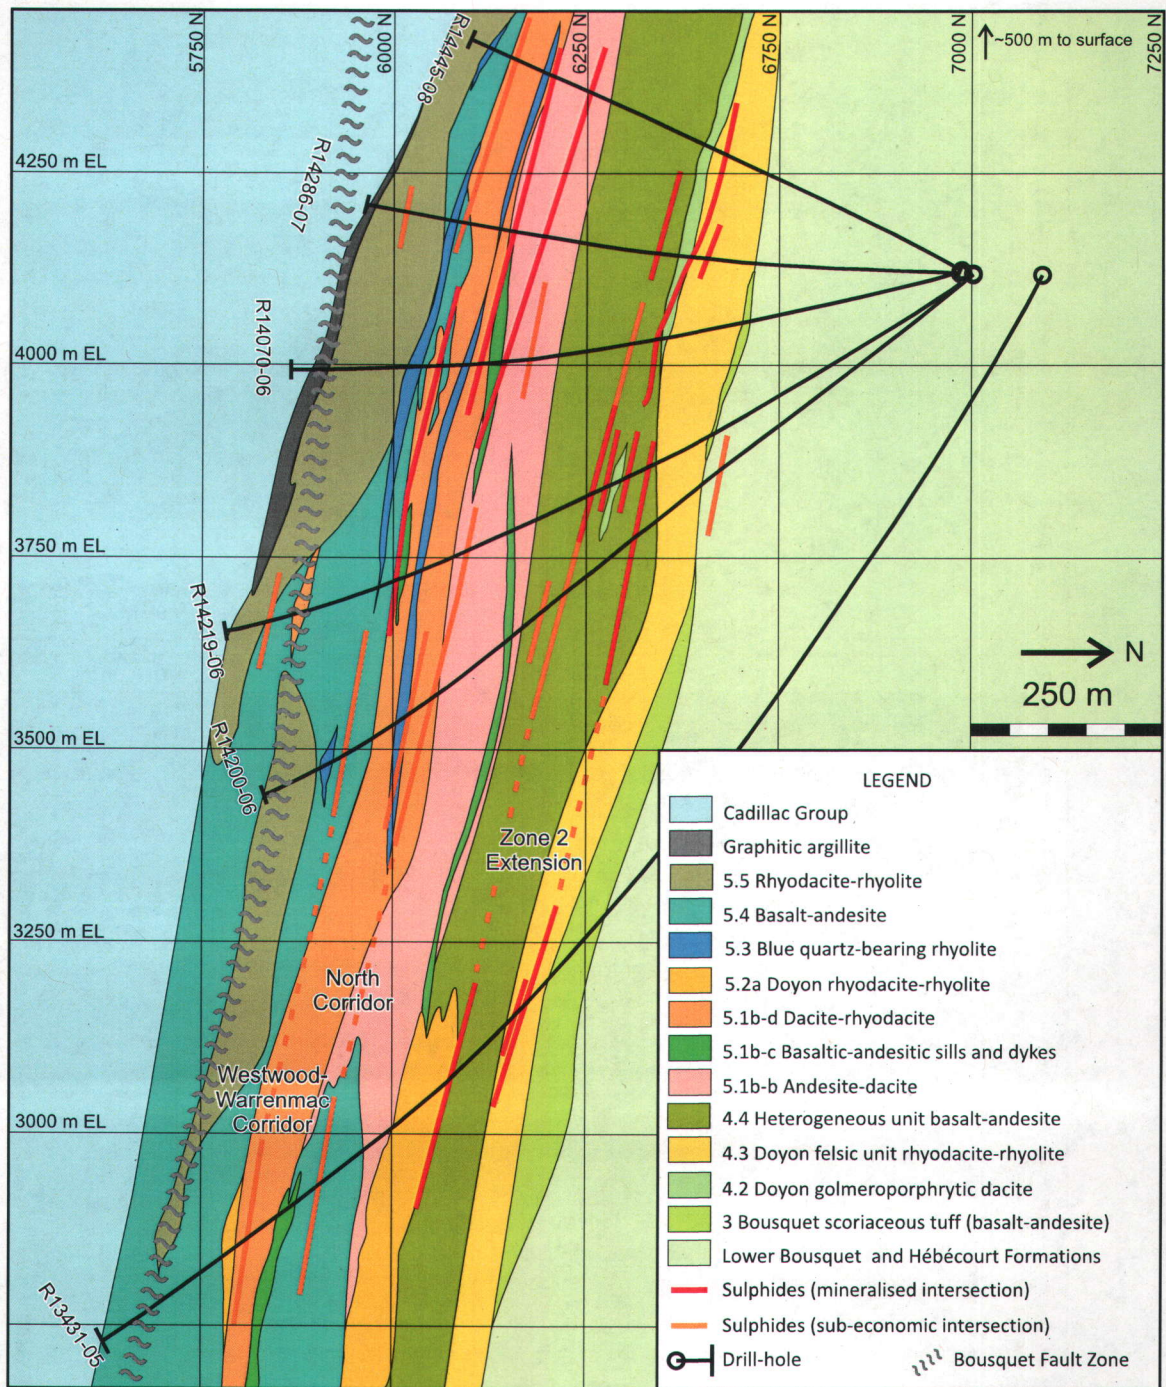 5750 N
6000 N
6250 N
6750 N
7000 N
7250 N
~500 m to surface
R14445-08
4250 m EL
R14286-07
R14070-06
4000 m EL
3750 m EL
R14219-06
N
250 m
R14200-06
3500 m EL
Zone 2
Extension
3250 m EL
North
Corridor
Westwood-
Warrenmac
Corridor
3000 m EL
R13431-05
LEGEND
Cadillac Group
Graphitic argillite
5.5 Rhyodacite-rhyolite
5.4 Basalt-andesite
5.3 Blue quartz-bearing rhyolite
5.2a Doyon rhyodacite-rhyolite
5.1b-d Dacite-rhyodacite
5.1b-c Basaltic-andesitic sills and dykes
5.1b-b Andesite-dacite
4.4 Heterogeneous unit basalt-andesite
4.3 Doyon felsic unit rhyodacite-rhyolite
4.2 Doyon golmeroporphrytic dacite
3 Bousquet scoriaceous tuff (basalt-andesite)
Lower Bousquet and Hébécourt Formations
Sulphides (mineralised intersection)
Sulphides (sub-economic intersection)
Drill-hole
Bousquet Fault Zone